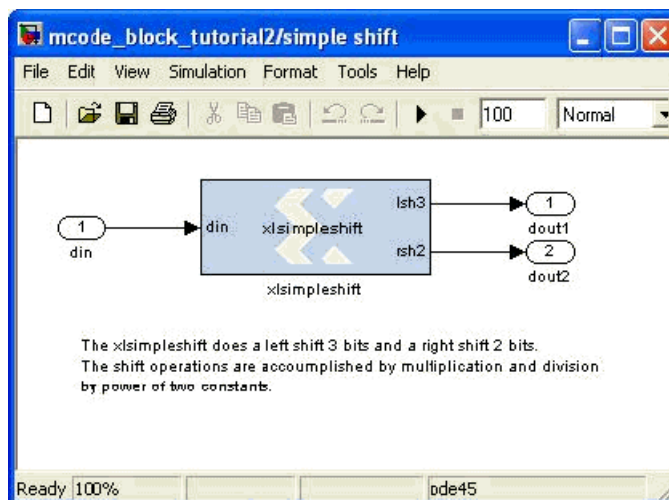 mcode_block_tutorial2/simple shift
File Edit View Simulation Format Tools Help
100 Normal
lsh3
1
1
din
xlsimpleshift
dout1
din
rsh2
2
xlsimpleshift
dout2
The xlsimpleshift does a left shift 3 bits and a right shift 2 bits.
The shift operations are accoumplished by multiplication and division
by power of two constants.
Ready 100% ode45